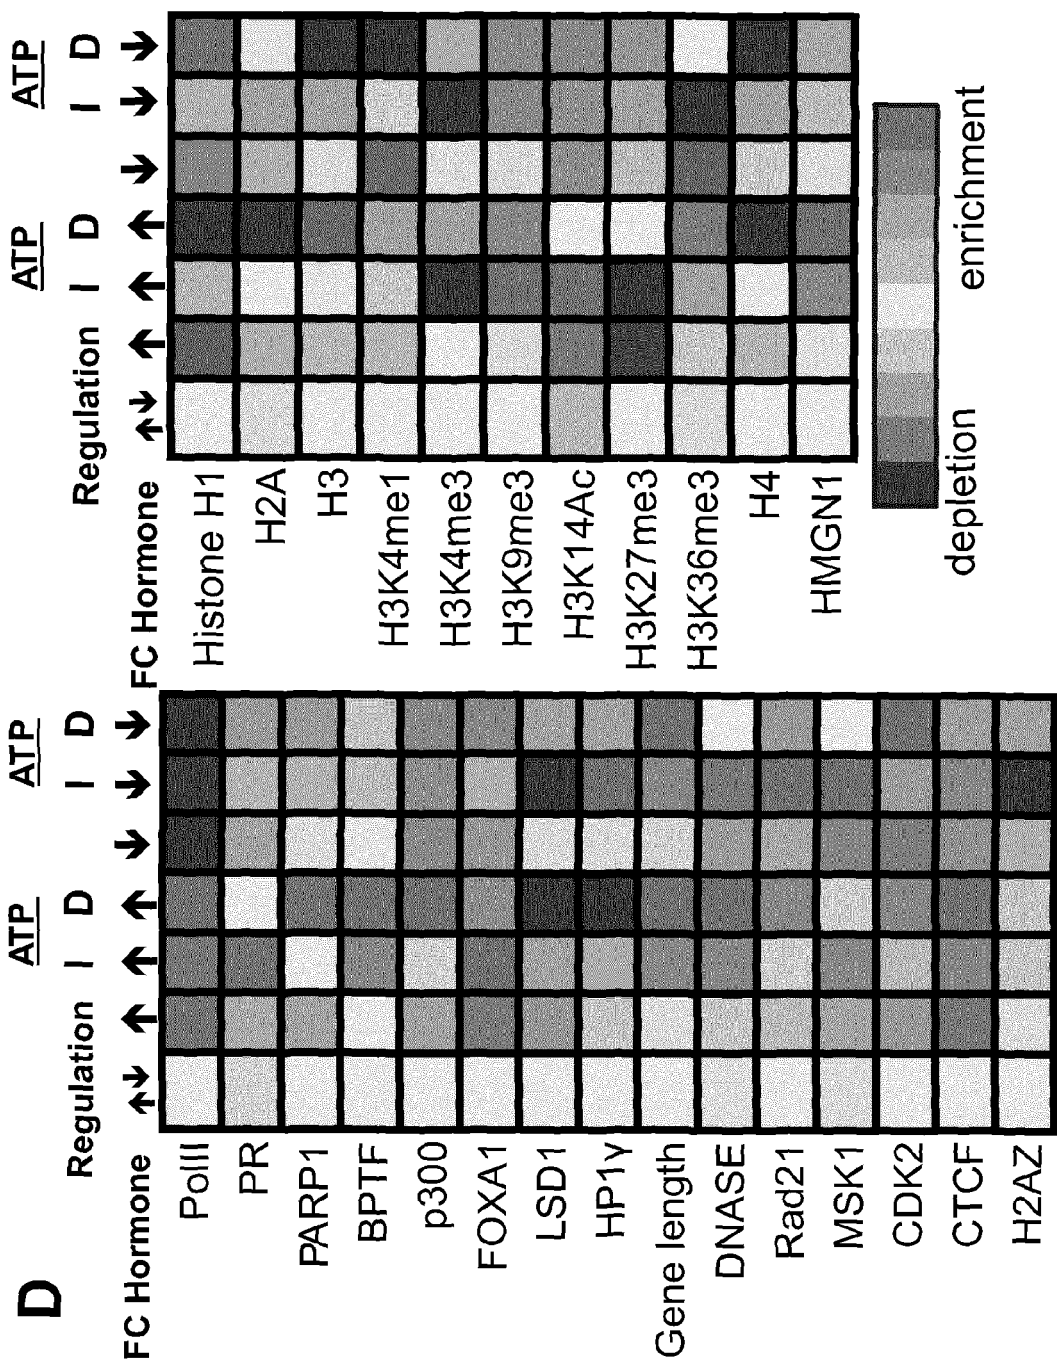 D
Regulation ATP ATP
I D I D
FC Hormone
PolII
PR
PARP1
BPTF
p300
FOXA1
LSD1
HP1γ
Gene length
DNASE
Rad21
MSK1
CDK2
CTCF
H2AZ
Regulation ATP ATP
I D I D
FC Hormone
Histone H1
H2A
H3
H3K4me1
H3K4me3
H3K9me3
H3K14Ac
H3K27me3
H3K36me3
H4
HMGN1
depletion enrichment